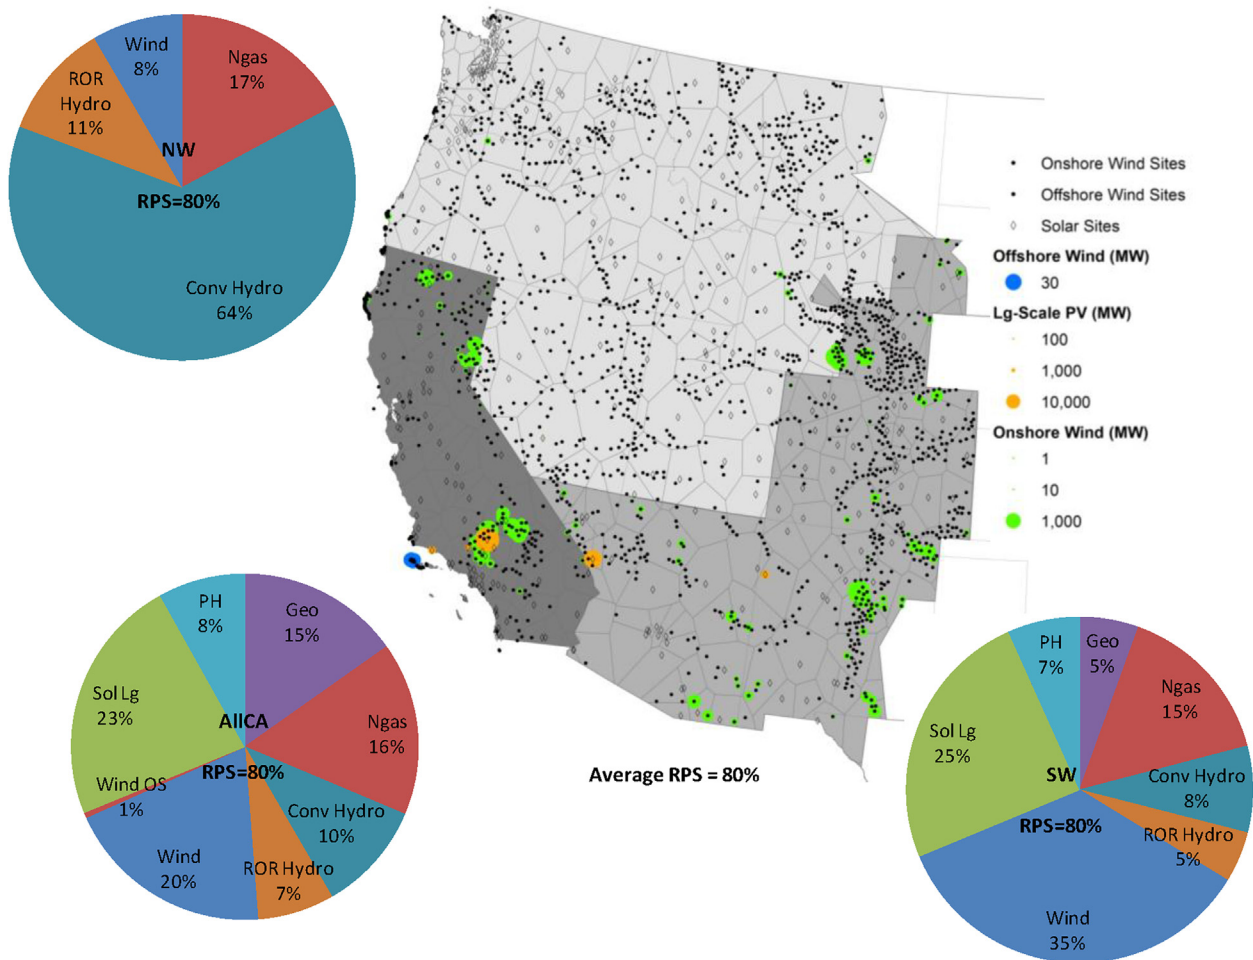 Wind
8%
Ngas
17%
ROR
Hydro
11%
NW
RPS=80%
Conv Hydro
64%
Onshore Wind Sites
Offshore Wind Sites
Solar Sites
Offshore Wind (MW)
30
Lg-Scale PV (MW)
100
1,000
10,000
Onshore Wind (MW)
1
10
1,000
PH
8%
Geo
15%
Sol Lg
23%
AllCA
Ngas
16%
RPS=80%
Wind OS
1%
Conv Hydro
10%
Wind
20%
ROR Hydro
7%
Average RPS = 80%
PH
7%
Geo
5%
Ngas
15%
Sol Lg
25%
SW
Conv Hydro
8%
RPS=80%
ROR Hydro
5%
Wind
35%